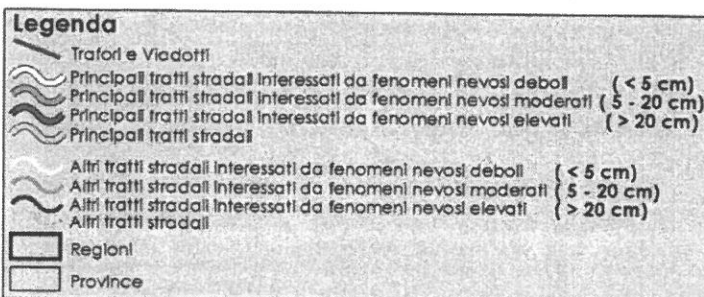 Legenda
Trafori e Viadotti
Principali tratti stradali interessati da fenomeni nevosi deboli (< 5 cm)
Principali tratti stradali interessati da fenomeni nevosi moderati (5 - 20 cm)
Principali tratti stradali interessati da fenomeni nevosi elevati (> 20 cm)
Principali tratti stradali
Altri tratti stradali interessati da fenomeni nevosi deboli (< 5 cm)
Altri tratti stradali interessati da fenomeni nevosi moderati (5 - 20 cm)
Altri tratti stradali interessati da fenomeni nevosi elevati (> 20 cm)
Altri tratti stradali
Regioni
Province